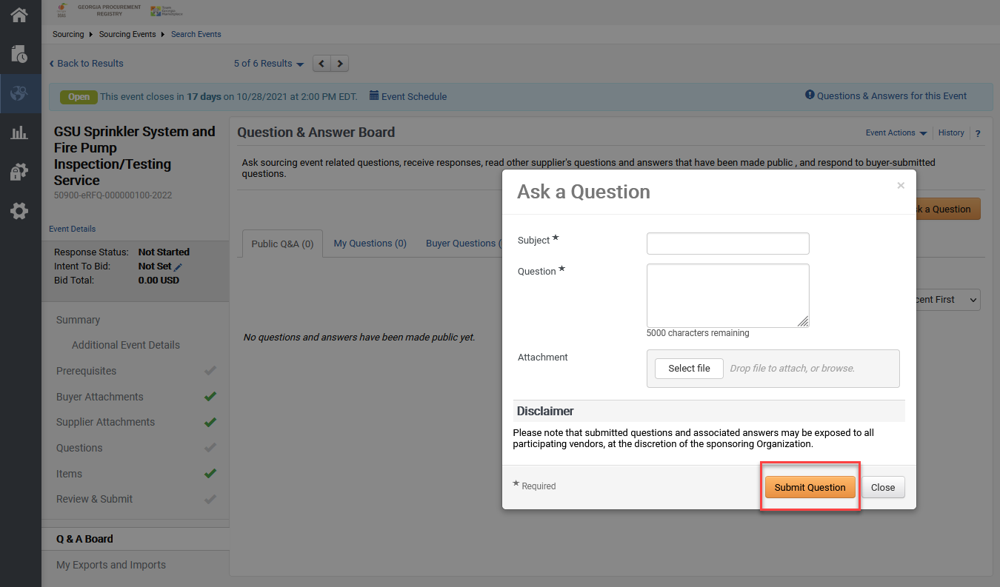 GEORGIA PROCUREMENT
REGISTRY
Team
Georgia
Marketplace
DOAS
Sourcing Sourcing Events Search Events
Back to Results
5 of 6 Results
Open This event closes in 17 days on 10/28/2021 at 2:00 PM EDT. Event Schedule
Questions & Answers for this Event
GSU Sprinkler System and
Fire Pump
Inspection/Testing
Service
50900-eRFQ-000000100-2022
Event Details
Response Status: Not Started
Intent To Bid: Not Set
Bid Total: 0.00 USD
Summary
Additional Event Details
Prerequisites
Buyer Attachments
Supplier Attachments
Questions
Items
Review & Submit
Q & A Board
My Exports and Imports
Question & Answer Board
Event Actions History ?
Ask sourcing event related questions, receive responses, read other supplier's questions and answers that have been made public , and respond to buyer-submitted
questions.
k a Question
Public Q&A (0) My Questions (0) Buyer Questions (
cent First
No questions and answers have been made public yet.
Ask a Question ×
Subject ★
Question ★
5000 characters remaining
Attachment
Select file Drop file to attach, or browse.
Disclaimer
Please note that submitted questions and associated answers may be exposed to all
participating vendors, at the discretion of the sponsoring Organization.
★ Required
Submit Question Close